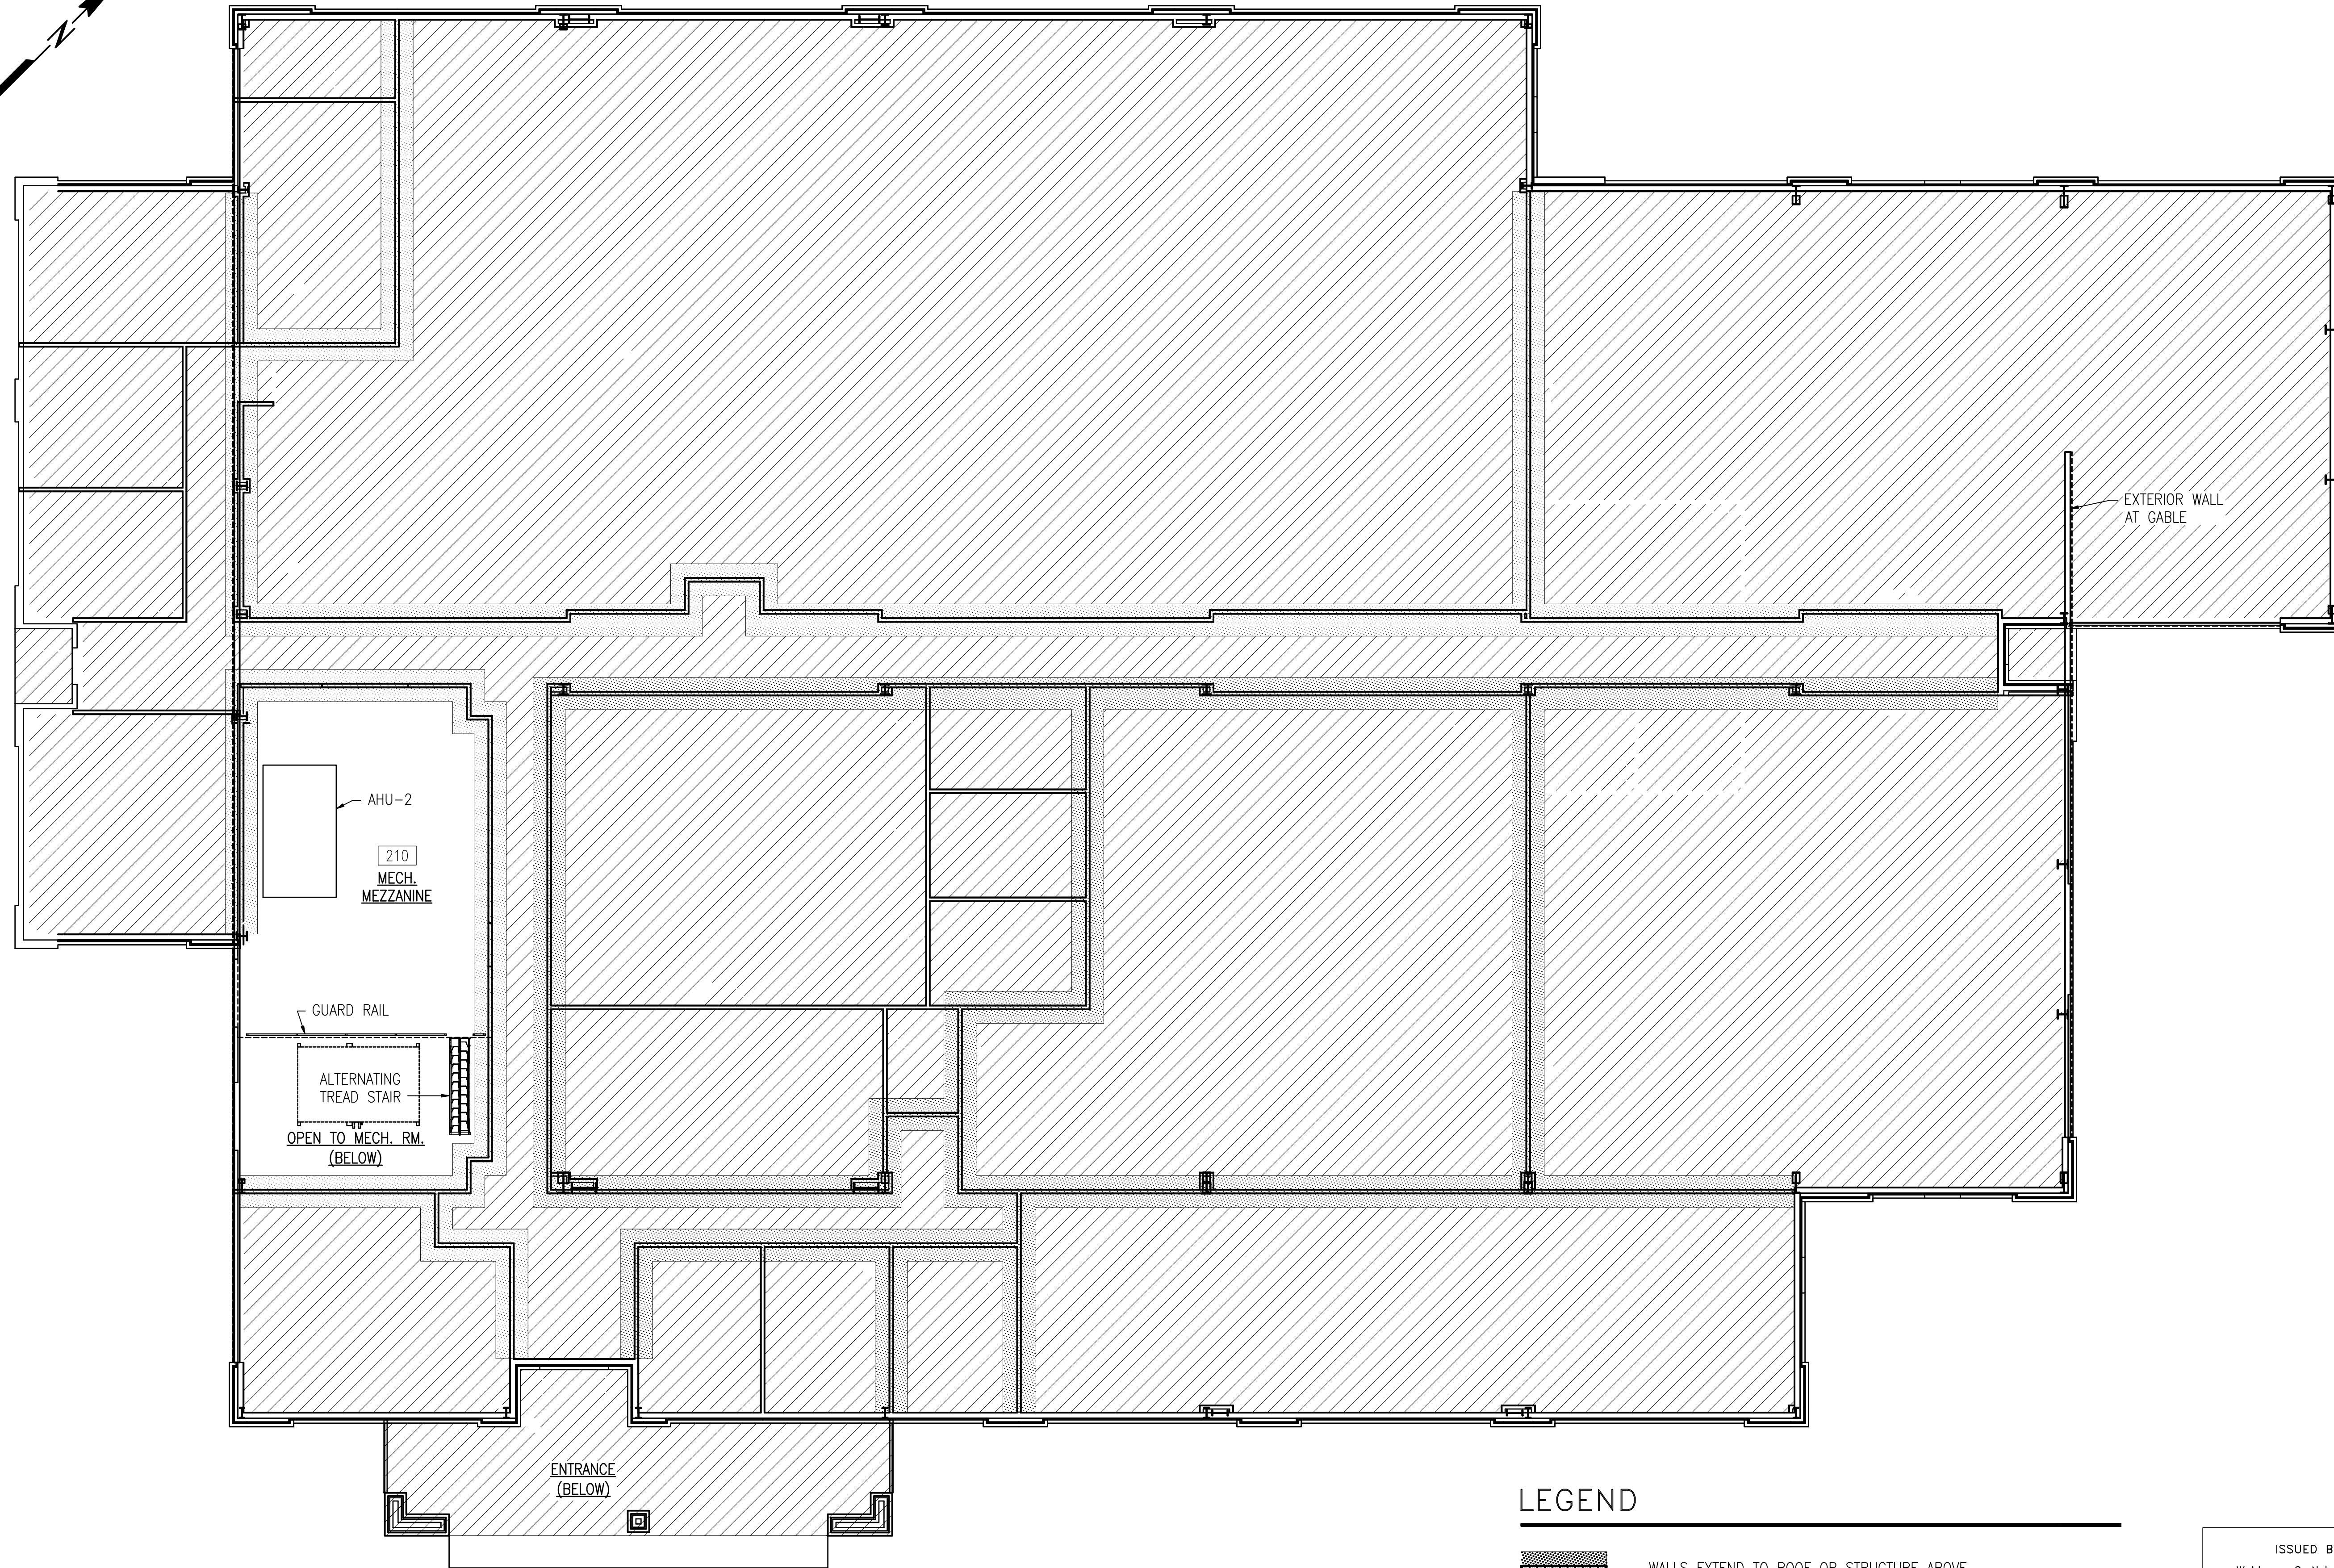 N
EXTERIOR WALL
AT GABLE
AHU-2
210
MECH.
MEZZANINE
GUARD RAIL
ALTERNATING
TREAD STAIR
OPEN TO MECH. RM.
(BELOW)
ENTRANCE
(BELOW)
LEGEND
WALLS EXTEND TO ROOF OR STRUCTURE ABOVE
ISSUED B